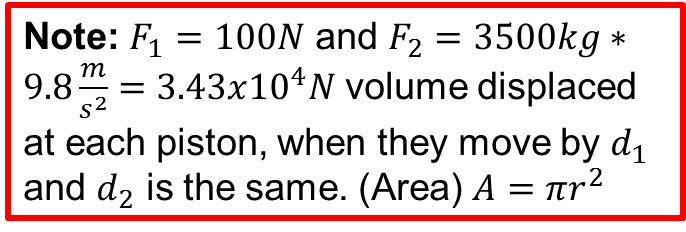 Note: F₁ = 100N and F₂ = 3500kg *
9.8 m/s² = 3.43x10⁴N volume displaced
at each piston, when they move by d₁
and d₂ is the same. (Area) A = πr²